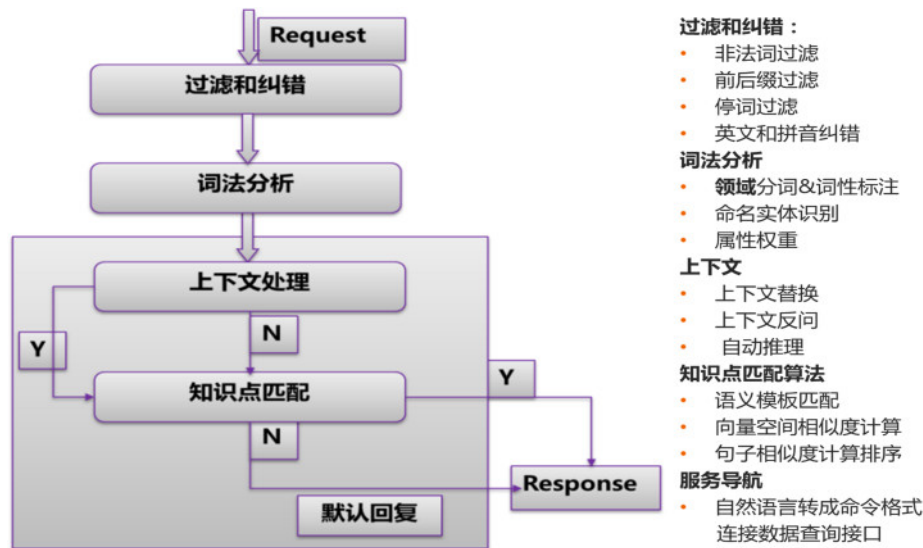 Request
过滤和纠错
词法分析
上下文处理
Y
N
知识点匹配
Y
N
Response
默认回复
过滤和纠错：
• 非法词过滤
• 前后缀过滤
• 停词过滤
• 英文和拼音纠错
词法分析
• 领域分词&词性标注
• 命名实体识别
• 属性权重
上下文
• 上下文替换
• 上下文反问
• 自动推理
知识点匹配算法
• 语义模板匹配
• 向量空间相似度计算
• 句子相似度计算排序
服务导航
• 自然语言转成命令格式
连接数据查询接口